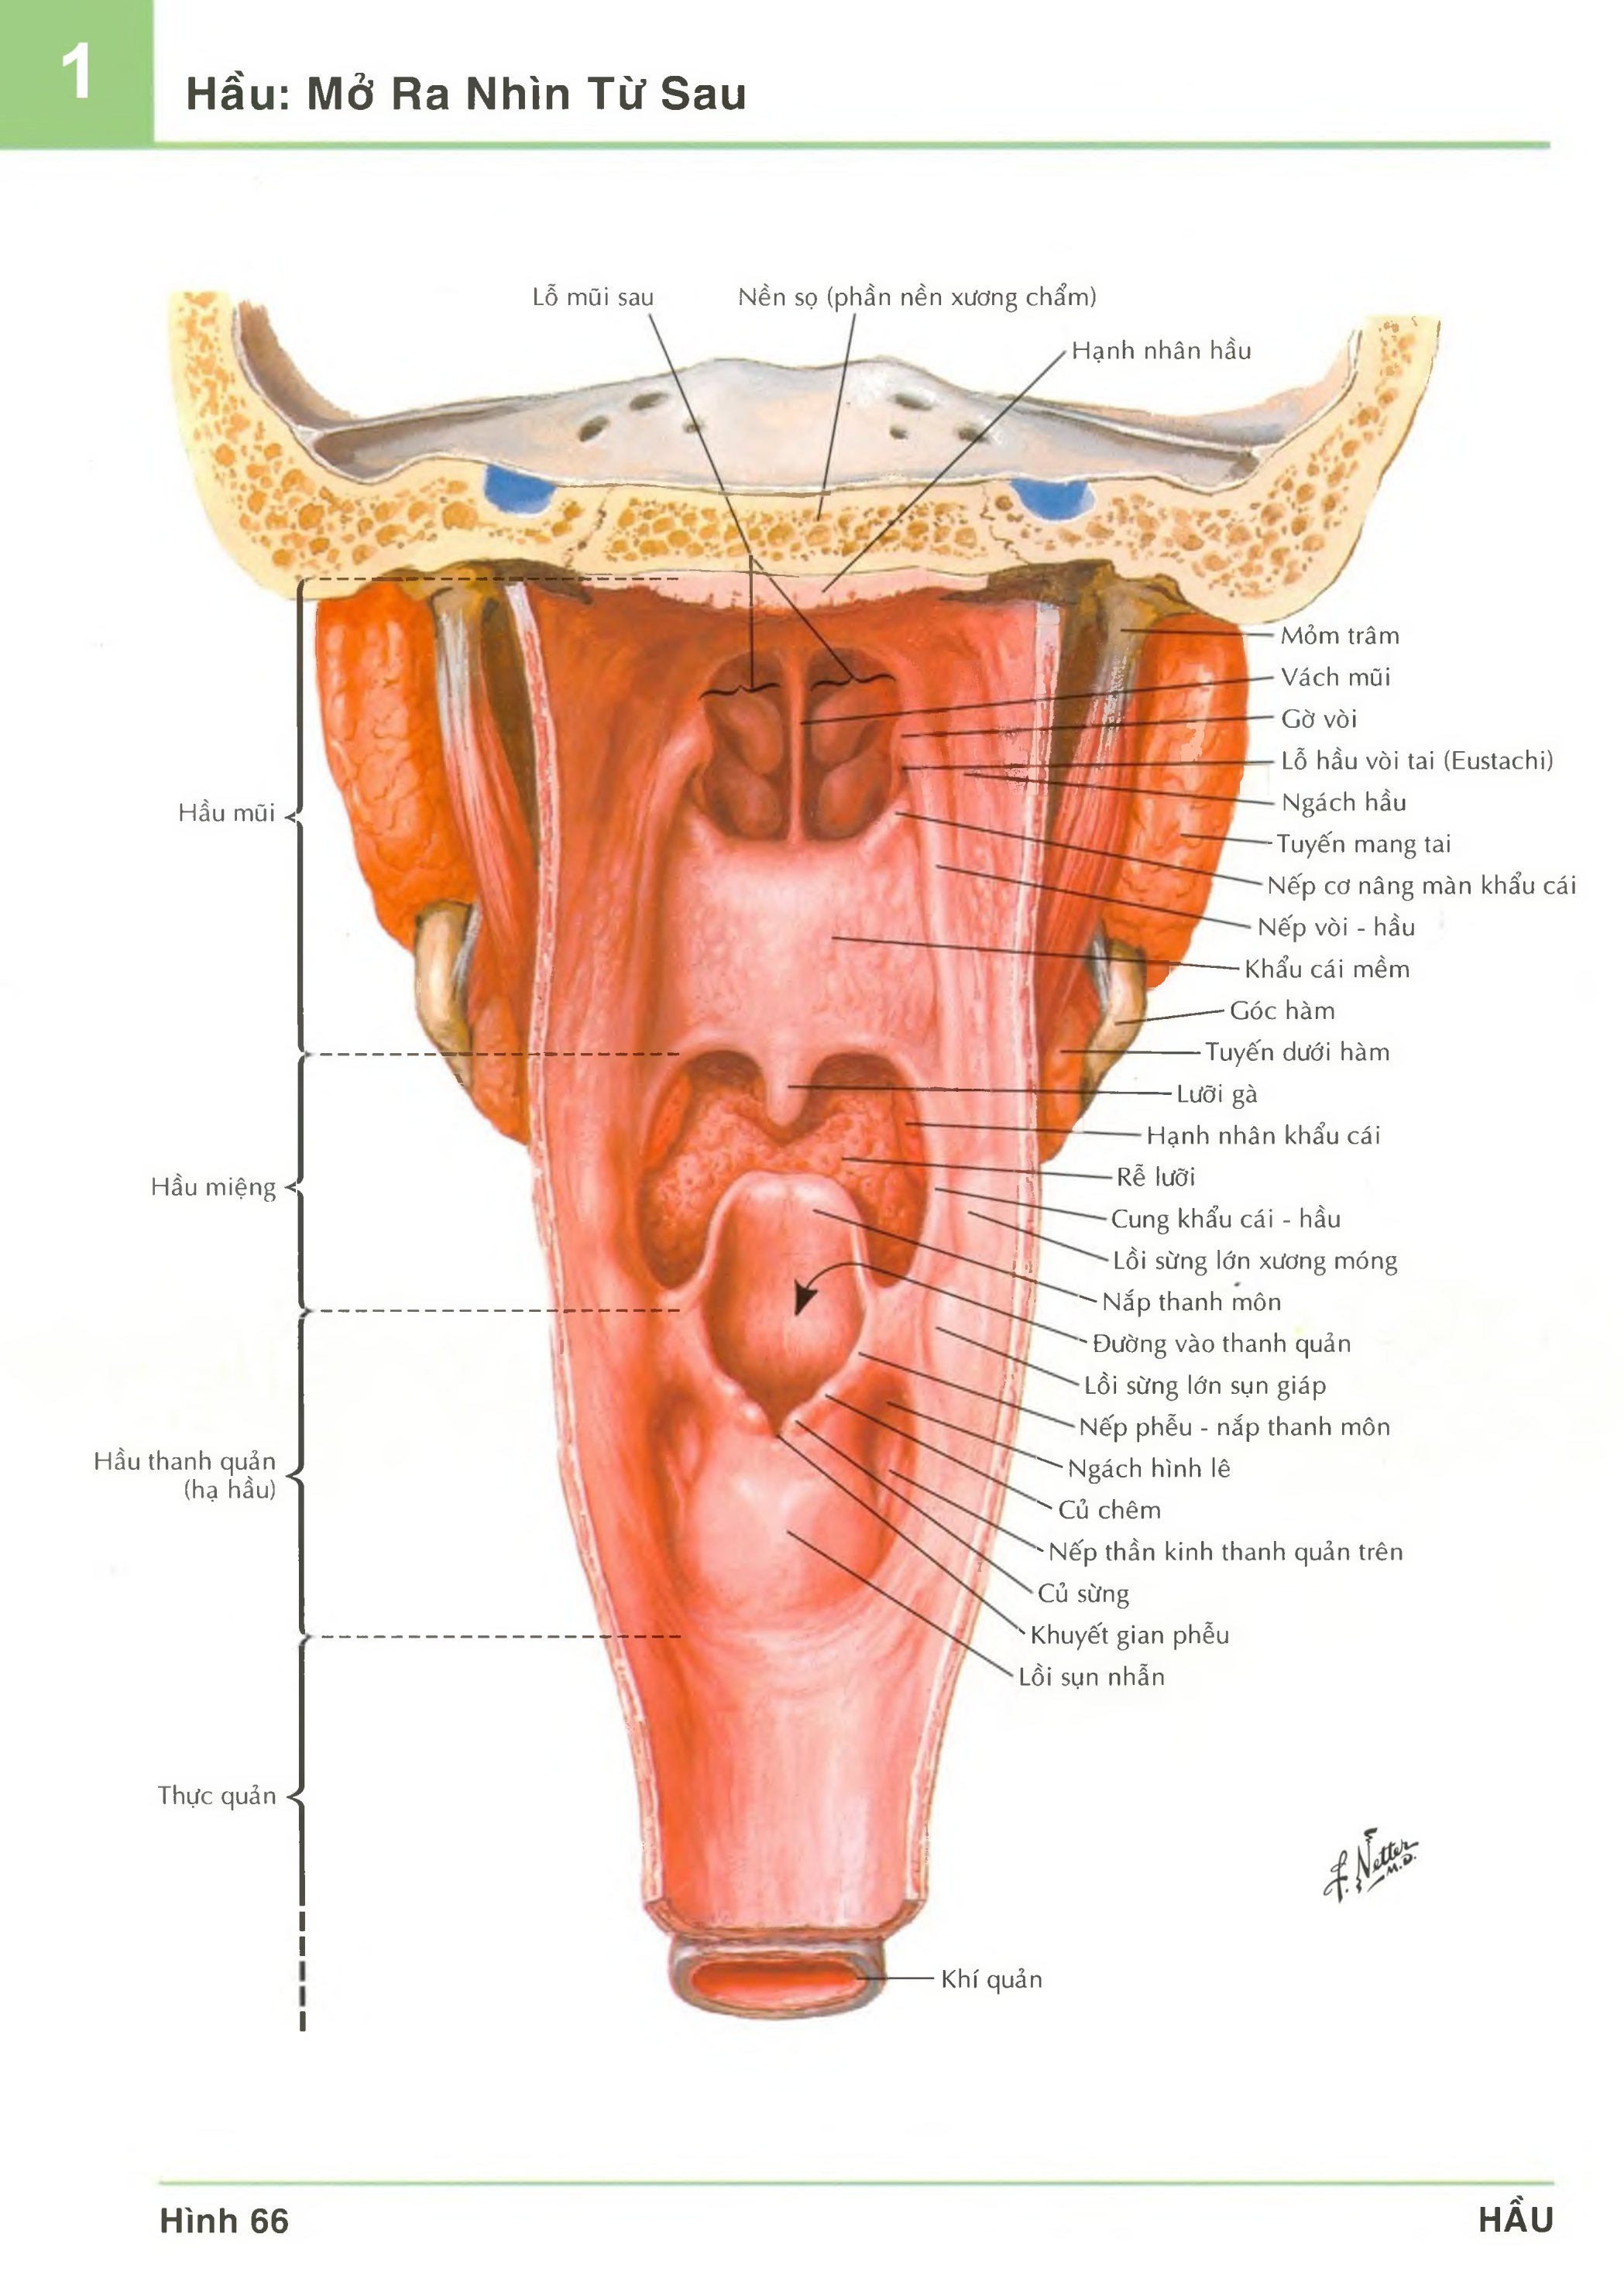 1
Hầu: Mở Ra Nhìn Từ Sau
Lỗ mũi sau
Nền sọ (phần nền xương chẩm)
Hạnh nhân hầu
Mỏm trâm
Vách mũi
Gờ vòi
Lỗ hầu vòi tai (Eustachi)
Ngách hầu
Tuyến mang tai
Nếp cơ nâng màn khẩu cái
Nếp vòi - hầu
Khẩu cái mềm
Góc hàm
Tuyến dưới hàm
Lưỡi gà
Hạnh nhân khẩu cái
Rễ lưỡi
Cung khẩu cái - hầu
Lồi sừng lớn xương móng
Nắp thanh môn
Đường vào thanh quản
Lồi sừng lớn sụn giáp
Nếp phễu - nắp thanh môn
Ngách hình lê
Củ chêm
Nếp thần kinh thanh quản trên
Củ sừng
Khuyết gian phễu
Lồi sụn nhẫn
Khí quản
Hầu mũi
Hầu miệng
Hầu thanh quản
(hạ hầu)
Thực quản
F. Netter
M.D.
Hình 66
HẦU